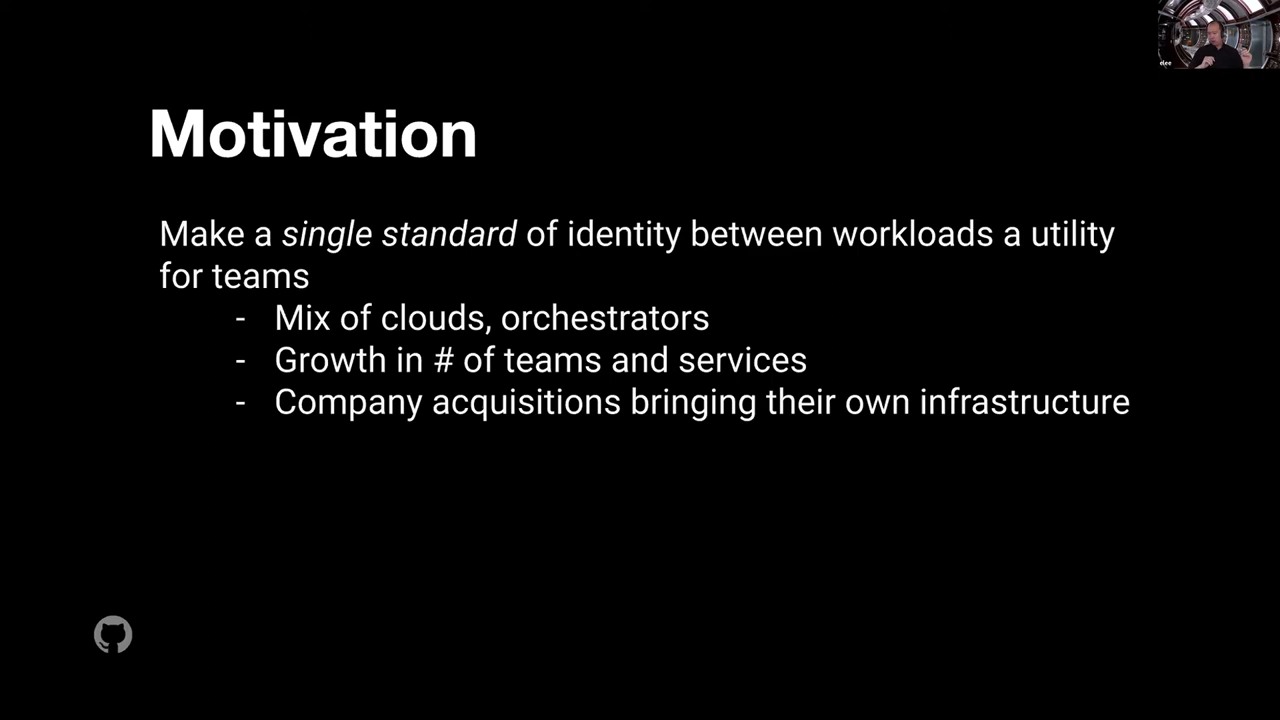 Motivation
Make a single standard of identity between workloads a utility
for teams
- Mix of clouds, orchestrators
- Growth in # of teams and services
- Company acquisitions bringing their own infrastructure
elee